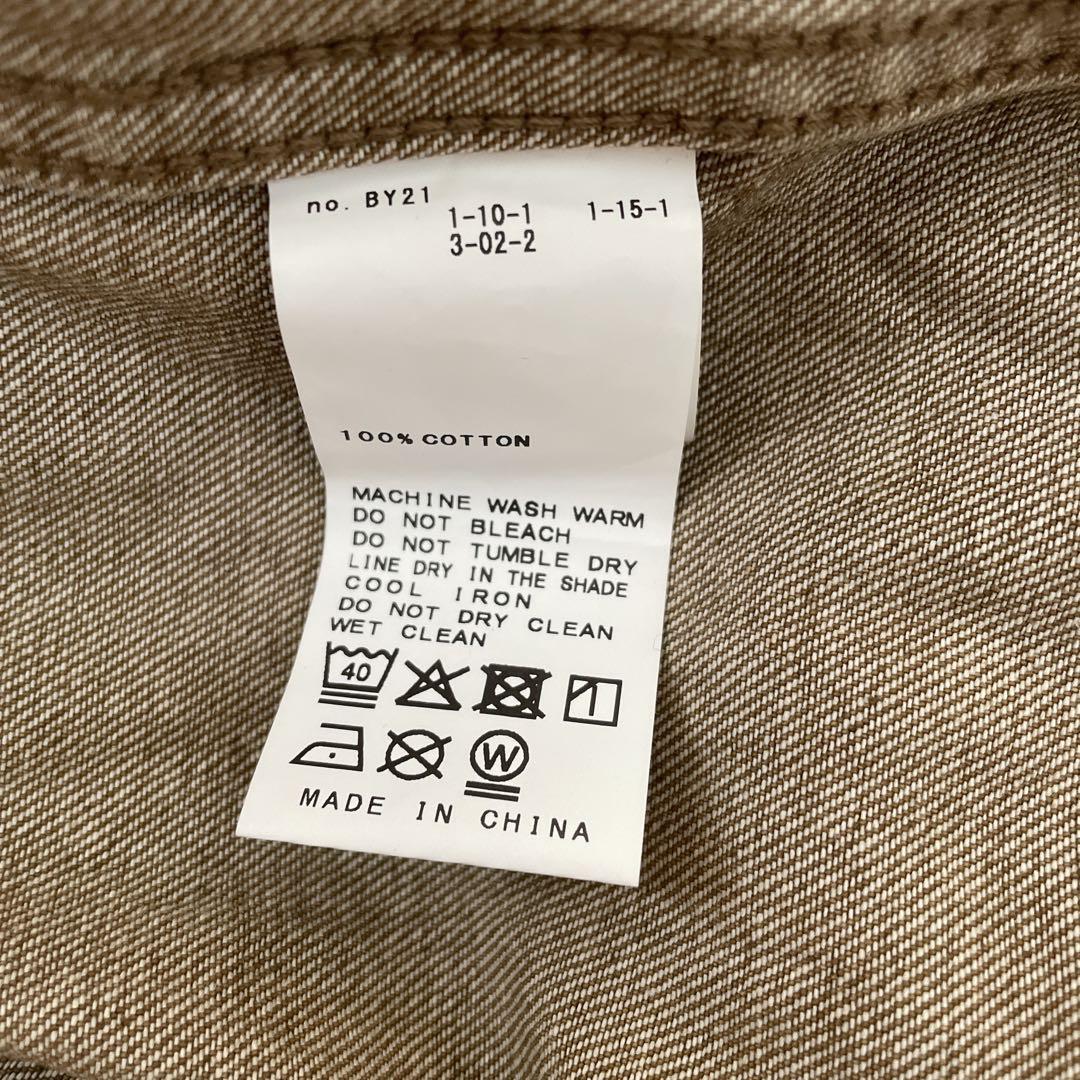 no. BY21
1-10-1 1-15-1
3-02-2
100% COTTON
MACHINE WASH WARM
DO NOT BLEACH
DO NOT TUMBLE DRY
LINE DRY IN THE SHADE
COOL IRON
DO NOT DRY CLEAN
WET CLEAN
40
W
MADE IN CHINA